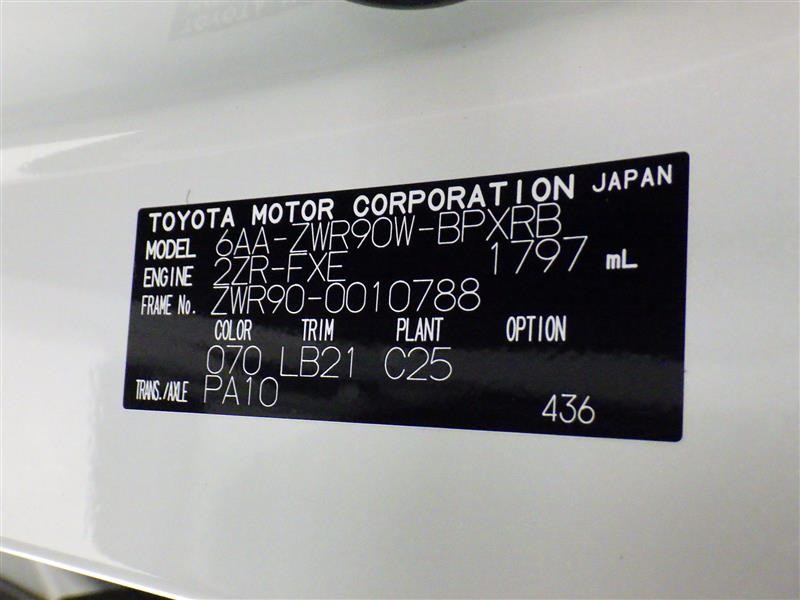 TOYOTA MOTOR CORPORATION JAPAN
MODEL 6AA-ZWR90W-BPXRB
ENGINE 2ZR-FXE 1797 mL
FRAME No. ZWR90-0010788
COLOR TRIM PLANT OPTION
070 LB21 C25
TRANS./AXLE PA10
436